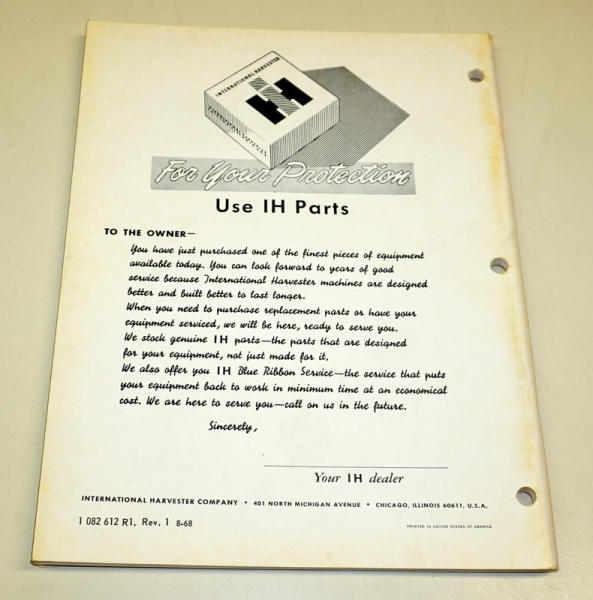 INTERNATIONAL HARVESTER
IH
INTERNATIONAL HARVESTER
For Your Protection
Use IH Parts
TO THE OWNER—
You have just purchased one of the finest pieces of equipment
available today. You can look forward to years of good
service because International Harvester machines are designed
better and built better to last longer.
When you need to purchase replacement parts or have your
equipment serviced, we will be here, ready to serve you.
We stock genuine IH parts—the parts that are designed
for your equipment, not just made for it.
We also offer you IH Blue Ribbon Service—the service that puts
your equipment back to work in minimum time at an economical
cost. We are here to serve you—call on us in the future.
Sincerely,
Your IH dealer
INTERNATIONAL HARVESTER COMPANY • 401 NORTH MICHIGAN AVENUE • CHICAGO, ILLINOIS 60611, U.S.A.
1 082 612 R1. Rev. 1 8-68
PRINTED IN UNITED STATES OF AMERICA